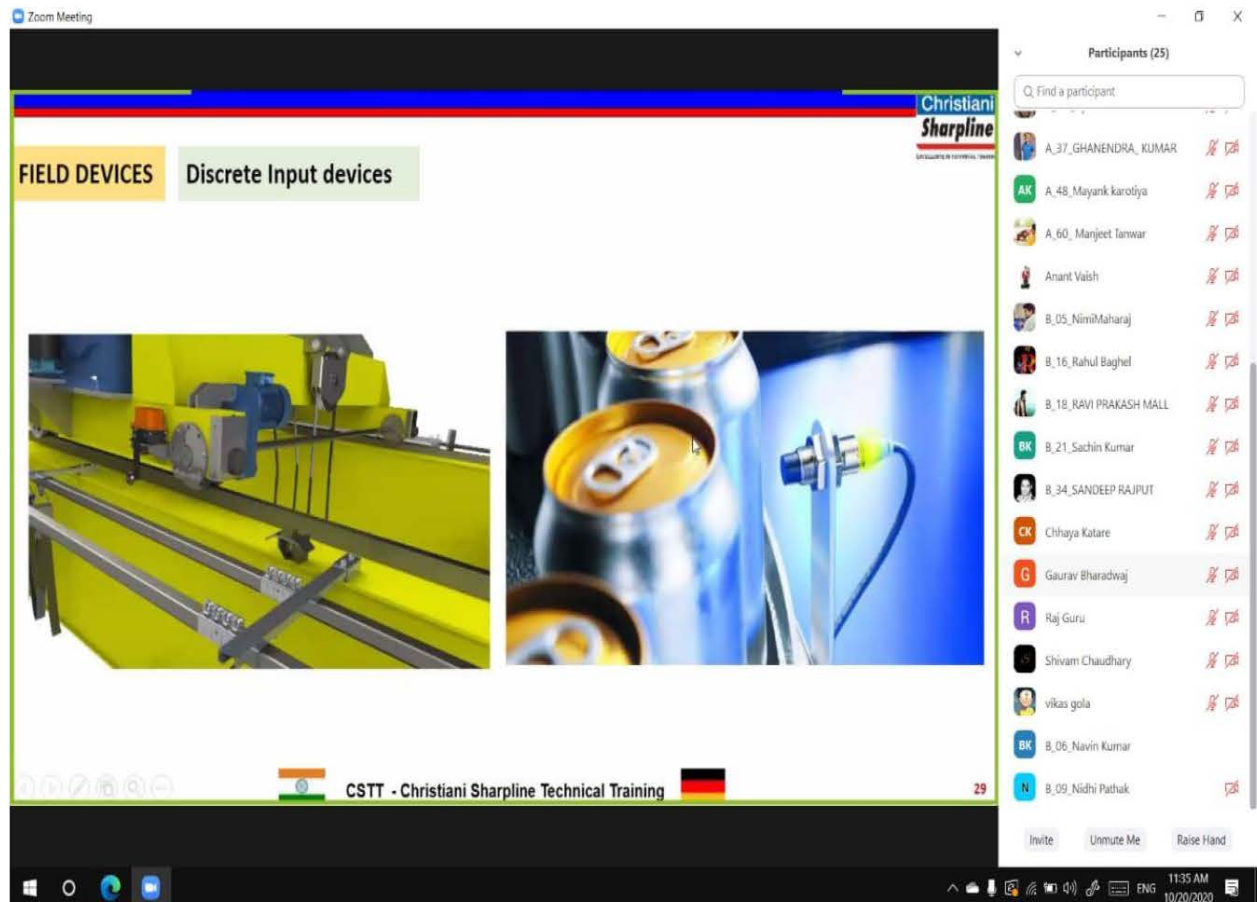 Zoom Meeting
Participants (25)
Find a participant
Christiani
Sharpline
FIELD DEVICES
Discrete Input devices
A_37_GHANENDRA_ KUMAR
AK
A_48_Mayank karotiya
A_60_ Manjeet Tanwar
Anant Vaish
B_05_NimiMaharaj
B_16_Rahul Baghel
B_18_RAVI PRAKASH MALL
BK
B_21_Sachin Kumar
B_34_SANDEEP RAJPUT
CK
Chhaya Katare
G
Gaurav Bharadwaj
R
Raj Guru
S
Shivam Chaudhary
vikas gola
BK
B_06_Navin Kumar
N
B_09_Nidhi Pathak
CSTT - Christiani Sharpline Technical Training
29
Invite
Unmute Me
Raise Hand
ENG
11:35 AM
10/20/2020